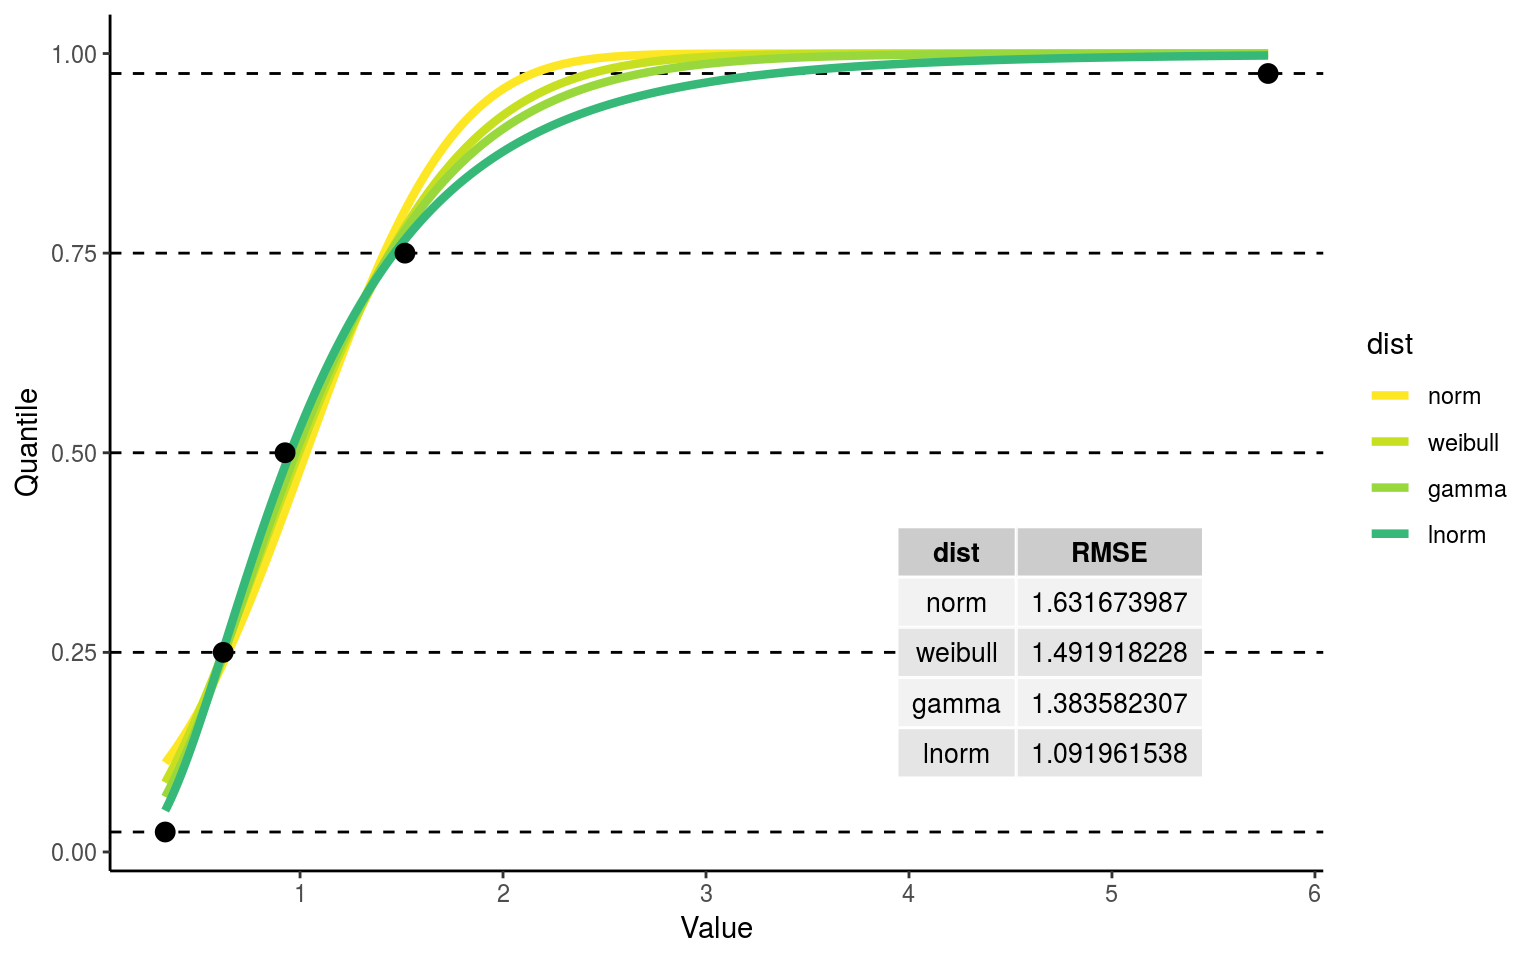 1.00
0.75
0.50
0.25
0.00
Quantile
1 2 3 4 5 6
Value
dist RMSE
norm 1.631673987
weibull 1.491918228
gamma 1.383582307
lnorm 1.091961538
dist
norm
weibull
gamma
lnorm